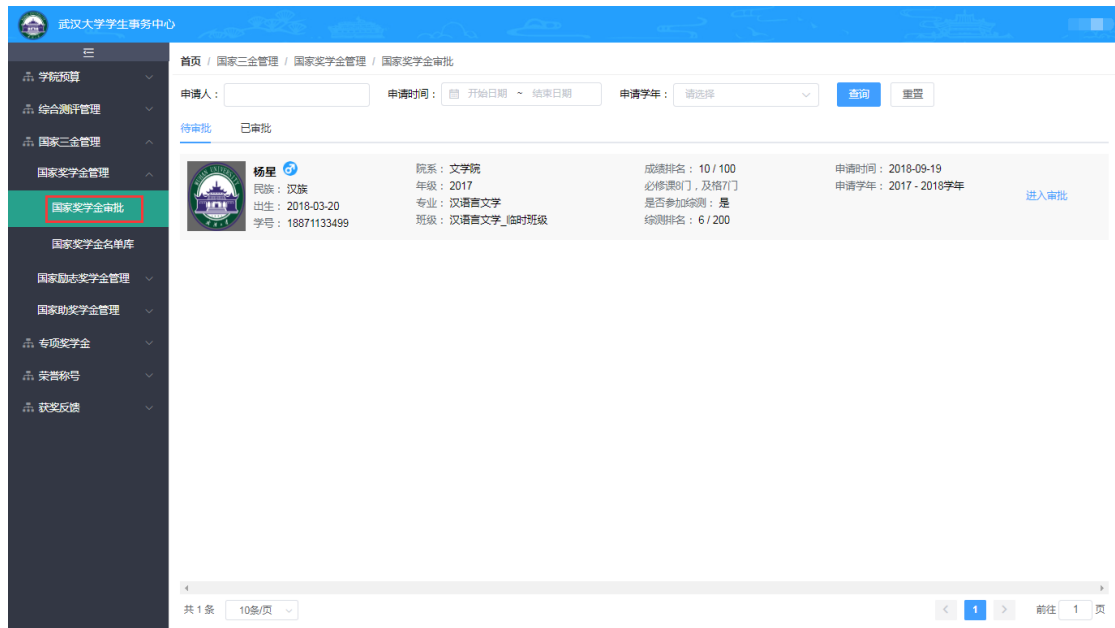 武汉大学学生事务中心
首页 / 国家三金管理 / 国家奖学金管理 / 国家奖学金审批
学院预算
综合测评管理
国家三金管理
国家奖学金管理
国家奖学金审批
国家奖学金名单库
国家励志奖学金管理
国家助奖学金管理
专项奖学金
荣誉称号
获奖反馈
申请人： 申请时间： 开始日期 ~ 结束日期 申请学年： 请选择 查询 重置
待审批 已审批
杨星
民族： 汉族
出生： 2018-03-20
学号： 18871133499
院系： 文学院
年级： 2017
专业： 汉语言文学
班级： 汉语言文学_临时班级
成绩排名： 10 / 100
必修课8门，及格7门
是否参加综测： 是
综测排名： 6 / 200
申请时间： 2018-09-19
申请学年： 2017 - 2018学年
进入审批
共 1 条 10条/页 1 前往 1 页